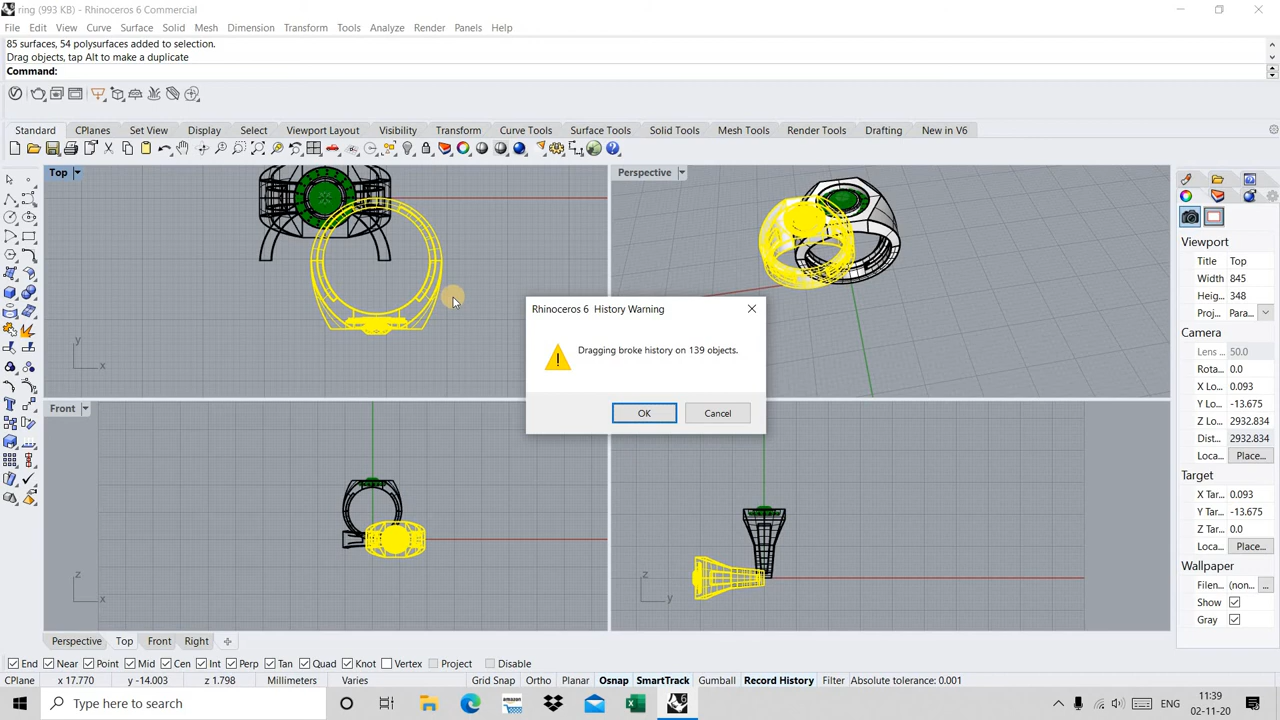 ring (993 KB) - Rhinoceros 6 Commercial
File Edit View Curve Surface Solid Mesh Dimension Transform Tools Analyze Render Panels Help
85 surfaces, 54 polysurfaces added to selection.
Drag objects, tap Alt to make a duplicate
Command:
Standard CPlanes Set View Display Select Viewport Layout Visibility Transform Curve Tools Surface Tools Solid Tools Mesh Tools Render Tools Drafting New in V6
Top
Perspective
Front
Viewport
Title Top
Width 845
Heig... 348
Proj... Para...
Camera
Lens ... 50.0
Rota... 0.0
X Lo... 0.093
Y Lo... -13.675
Z Lo... 2932.834
Dist... 2932.834
Loca... Place...
Target
X Tar... 0.093
Y Tar... -13.675
Z Tar... 0.0
Loca... Place...
Wallpaper
Filen... (non... ...
Show
Gray
Rhinoceros 6 History Warning
Dragging broke history on 139 objects.
OK Cancel
y x
z x
z y
Perspective Top Front Right
End Near Point Mid Cen Int Perp Tan Quad Knot Vertex Project Disable
CPlane x 17.770 y -14.003 z 1.798 Millimeters Varies Grid Snap Ortho Planar Osnap SmartTrack Gumball Record History Filter Absolute tolerance: 0.001
Type here to search
amazon
ENG
11:39
02-11-20